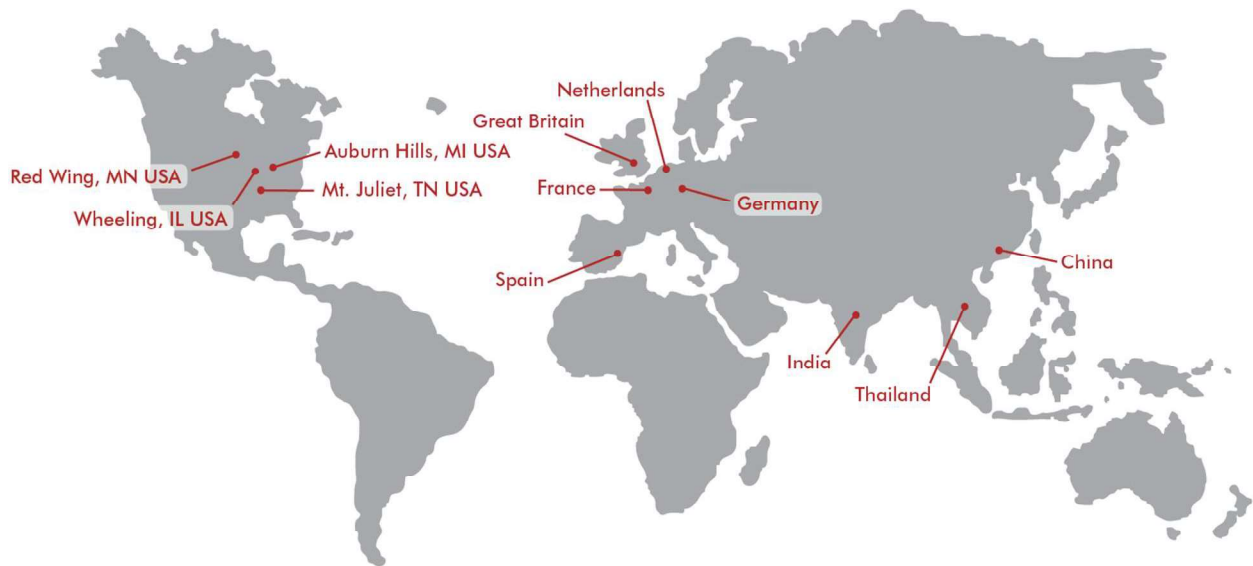 Netherlands
Great Britain
Auburn Hills, MI USA
Red Wing, MN USA
Mt. Juliet, TN USA
France
Germany
Wheeling, IL USA
China
Spain
India
Thailand